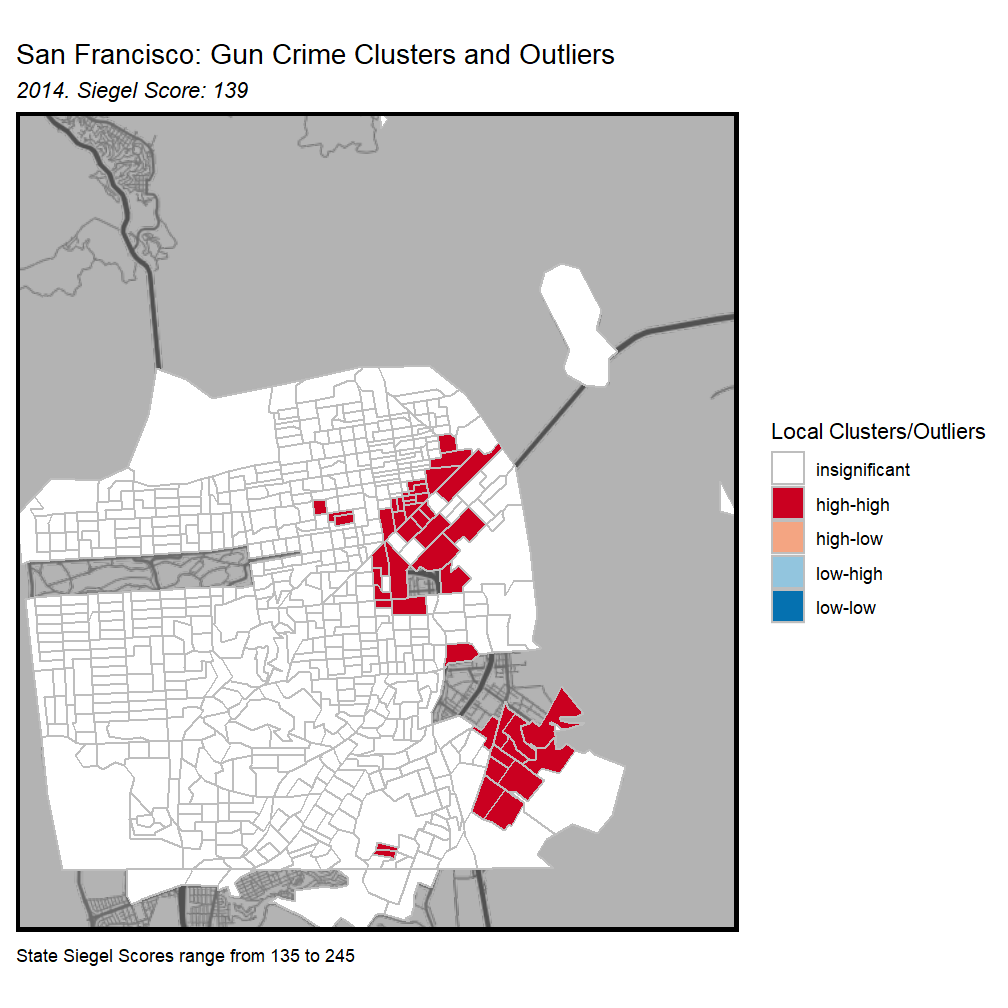 San Francisco: Gun Crime Clusters and Outliers
2014. Siegel Score: 139
Local Clusters/Outliers
insignificant
high-high
high-low
low-high
low-low
State Siegel Scores range from 135 to 245